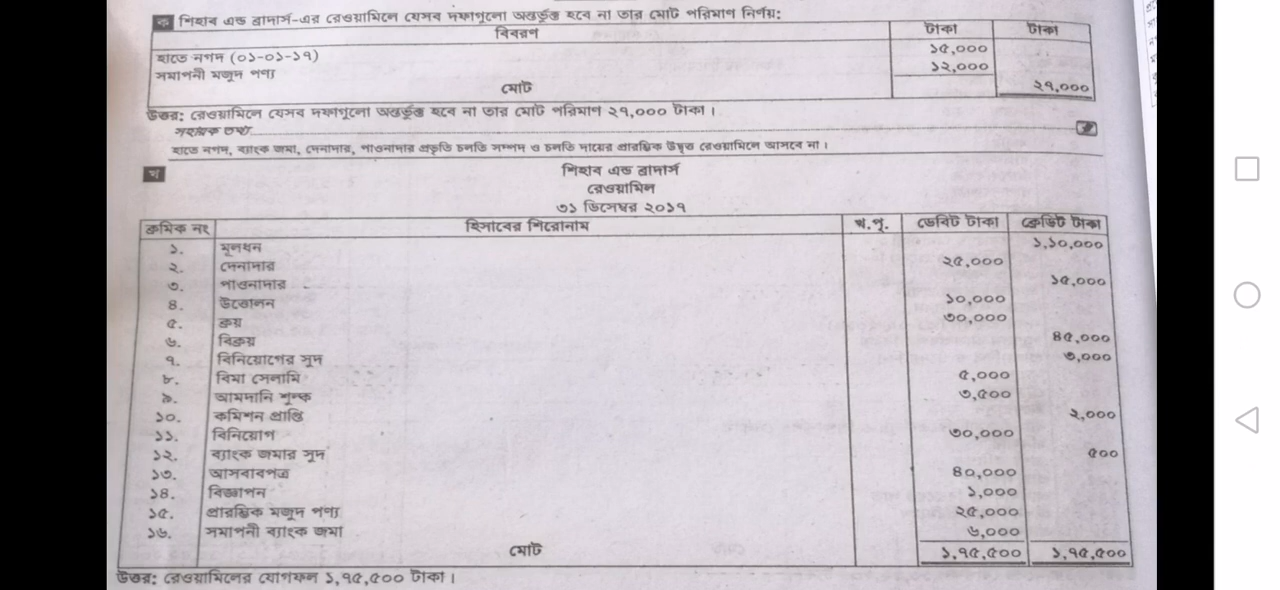 ক শিহাব এন্ড ব্রাদার্স-এর রেওয়ামিলে যেসব দফাগুলো অন্তর্ভুক্ত হবে না তার মোট পরিমাণ নির্ণয়:
বিবরণ টাকা টাকা
হাতে নগদ (০১-০১-১৭) ১৫,০০০
সমাপনী মজুদ পণ্য ১২,০০০
মোট ২৭,০০০
উত্তর: রেওয়ামিলে যেসব দফাগুলো অন্তর্ভুক্ত হবে না তার মোট পরিমাণ ২৭,০০০ টাকা।
সহায়ক তথ্য
হাতে নগদ, ব্যাংক জমা, দেনাদার, পাওনাদার প্রভৃতি চলতি সম্পদ ও চলতি দায়ের প্রারম্ভিক উদ্বৃত্ত রেওয়ামিলে আসবে না।
খ শিহাব এন্ড ব্রাদার্স
রেওয়ামিল
৩১ ডিসেম্বর ২০১৭
ক্রমিক নং হিসাবের শিরোনাম খ.পৃ. ডেবিট টাকা ক্রেডিট টাকা
১. মূলধন ১,১০,০০০
২. দেনাদার ২৫,০০০
৩. পাওনাদার ১৫,০০০
৪. উত্তোলন ১০,০০০
৫. ক্রয় ৩০,০০০
৬. বিক্রয় ৪৫,০০০
৭. বিনিয়োগের সুদ ৩,০০০
৮. বিমা সেলামি ৫,০০০
৯. আমদানি শুল্ক ৩,৫০০
১০. কমিশন প্রাপ্তি ২,০০০
১১. বিনিয়োগ ৩০,০০০
১২. ব্যাংক জমার সুদ ৫০০
১৩. আসবাবপত্র ৪০,০০০
১৪. বিজ্ঞাপন ১,০০০
১৫. প্রারম্ভিক মজুদ পণ্য ২৫,০০০
১৬. সমাপনী ব্যাংক জমা ৬,০০০
মোট ১,৭৫,৫০০ ১,৭৫,৫০০
উত্তর: রেওয়ামিলের যোগফল ১,৭৫,৫০০ টাকা।